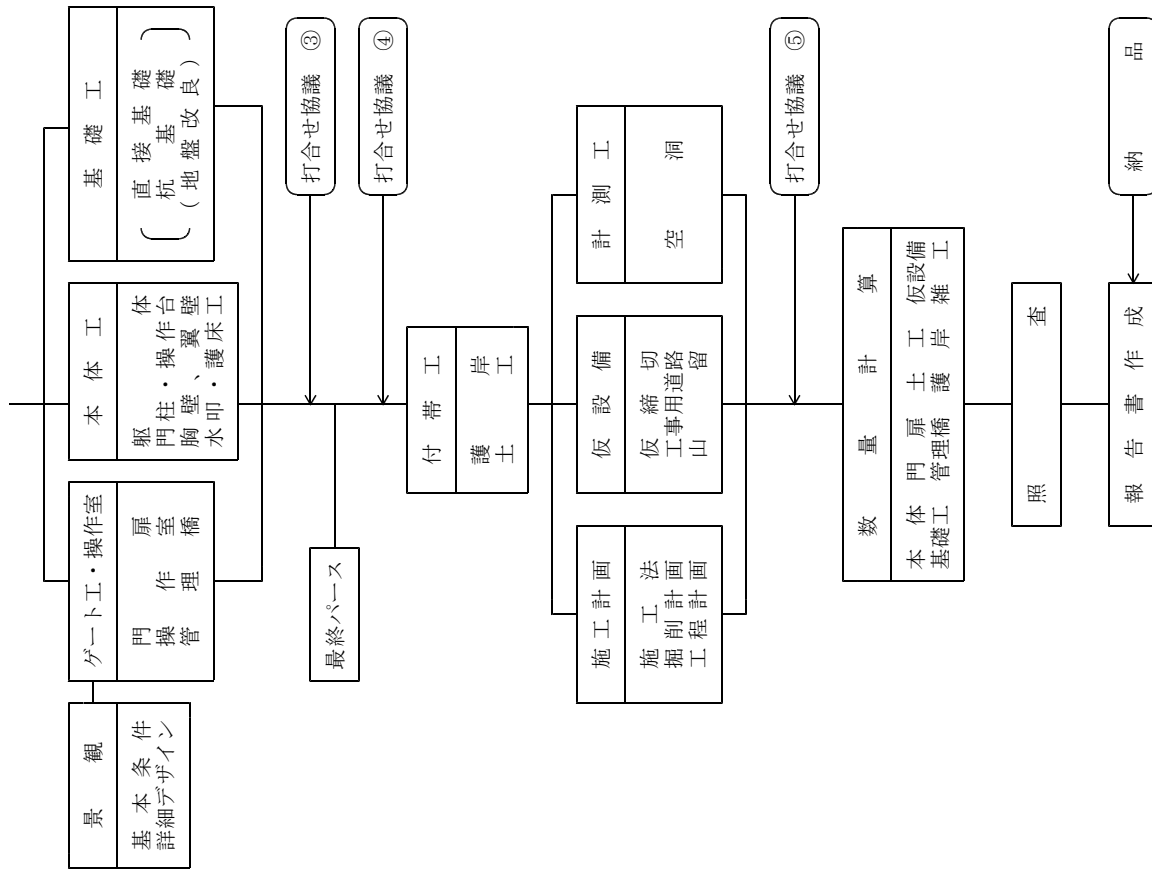 景観
基本条件
詳細デザイン
ゲート工・操作室
門扉
操作室
管理橋
本体工
躯体
門柱・操作台
胸壁、翼壁
水叩・護床工
基礎工
直接基礎
杭基礎
(地盤改良)
打合せ協議 ③
最終パース
打合せ協議 ④
付帯工
護岸
土工
施工計画
施工法
掘削計画
工程計画
仮設備
仮締切
工事用道路
山留
計測工
空洞
打合せ協議 ⑤
数量計算
本体 門扉 土工 仮設備
基礎工 管理橋 護岸 雑工
照査
報告書作成
納品